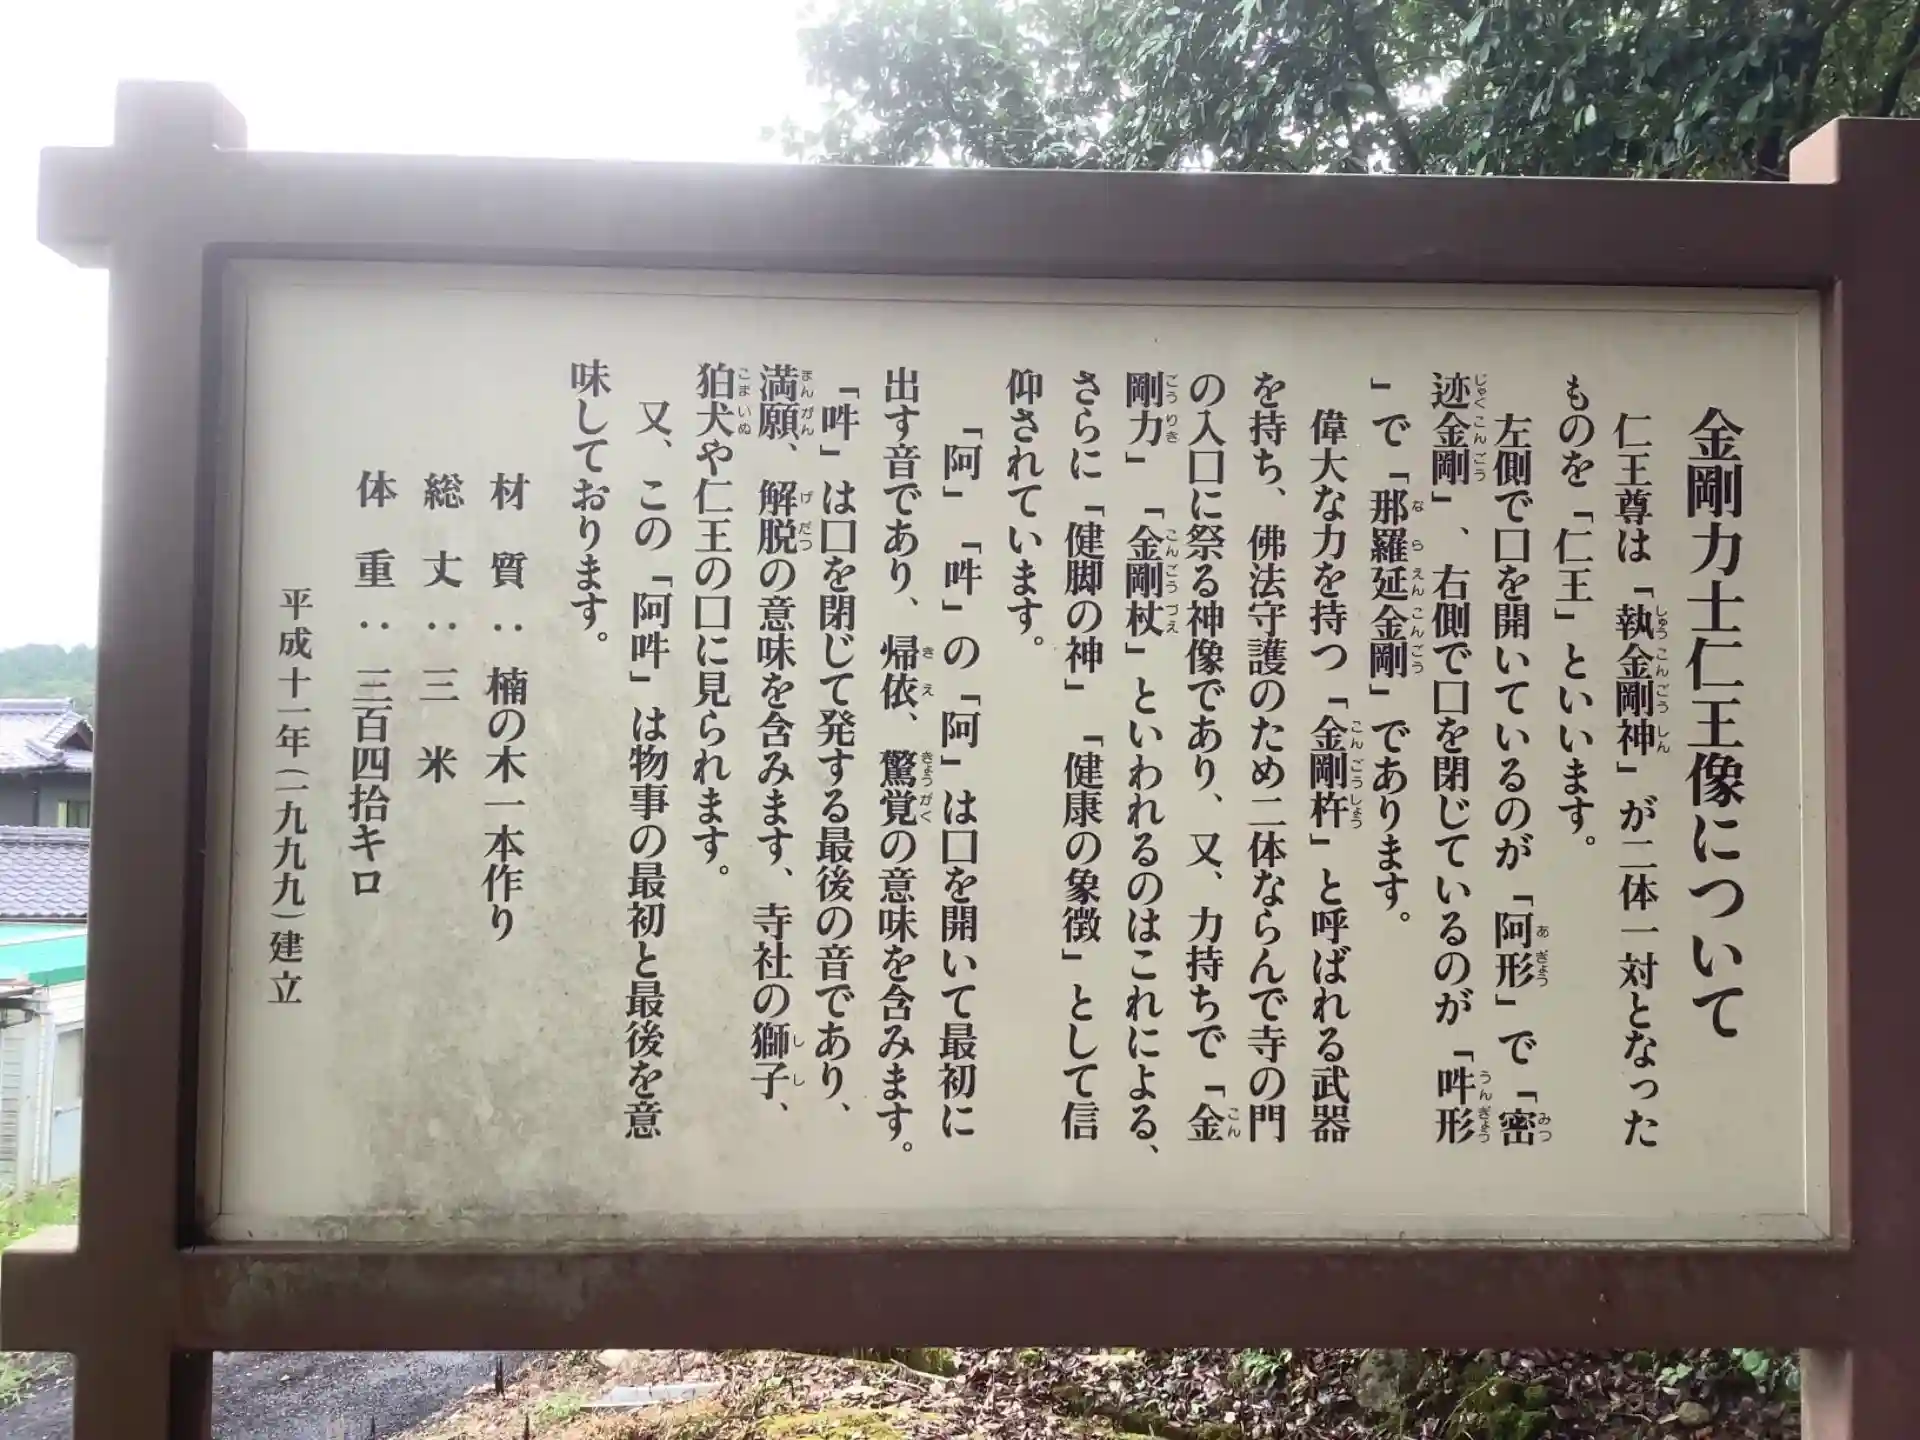 金剛力士仁王像について
仁王尊は「執金剛神」が二体一対となった
ものを「仁王」といいます。
左側で口を開いているのが「阿形」で「密
迹金剛」、右側で口を閉じているのが「吽形
」で「那羅延金剛」であります。
偉大な力を持つ「金剛杵」と呼ばれる武器
を持ち、佛法守護のため二体ならんで寺の門
の入口に祭る神像であり、又、力持ちで「金
剛力」「金剛杖」といわれるのはこれによる、
さらに「健脚の神」「健康の象徴」として信
仰されています。
「阿」「吽」の「阿」は口を開いて最初に
出す音であり、帰依、驚覚の意味を含みます。
「吽」は口を閉じて発する最後の音であり、
満願、解脱の意味を含みます、寺社の獅子、
狛犬や仁王の口に見られます。
又、この「阿吽」は物事の最初と最後を意
味しております。
材質：楠の木一本作り
総丈：三米
体重：三百四拾キロ
平成十一年（一九九九）建立